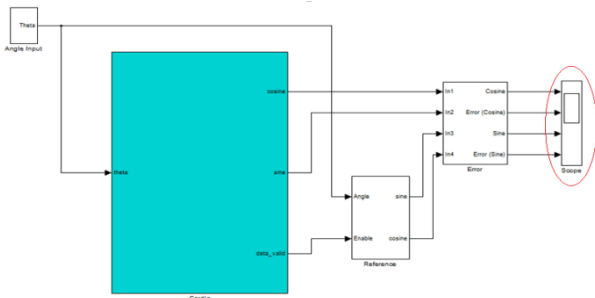 Theta
Angle Input
cosine
In1
Cosine
In2
Error (Cosine)
In3
Sine
In4
Error (Sine)
Error
Scope
theta
sine
Angle
sine
Enable
cosine
data_valid
Reference